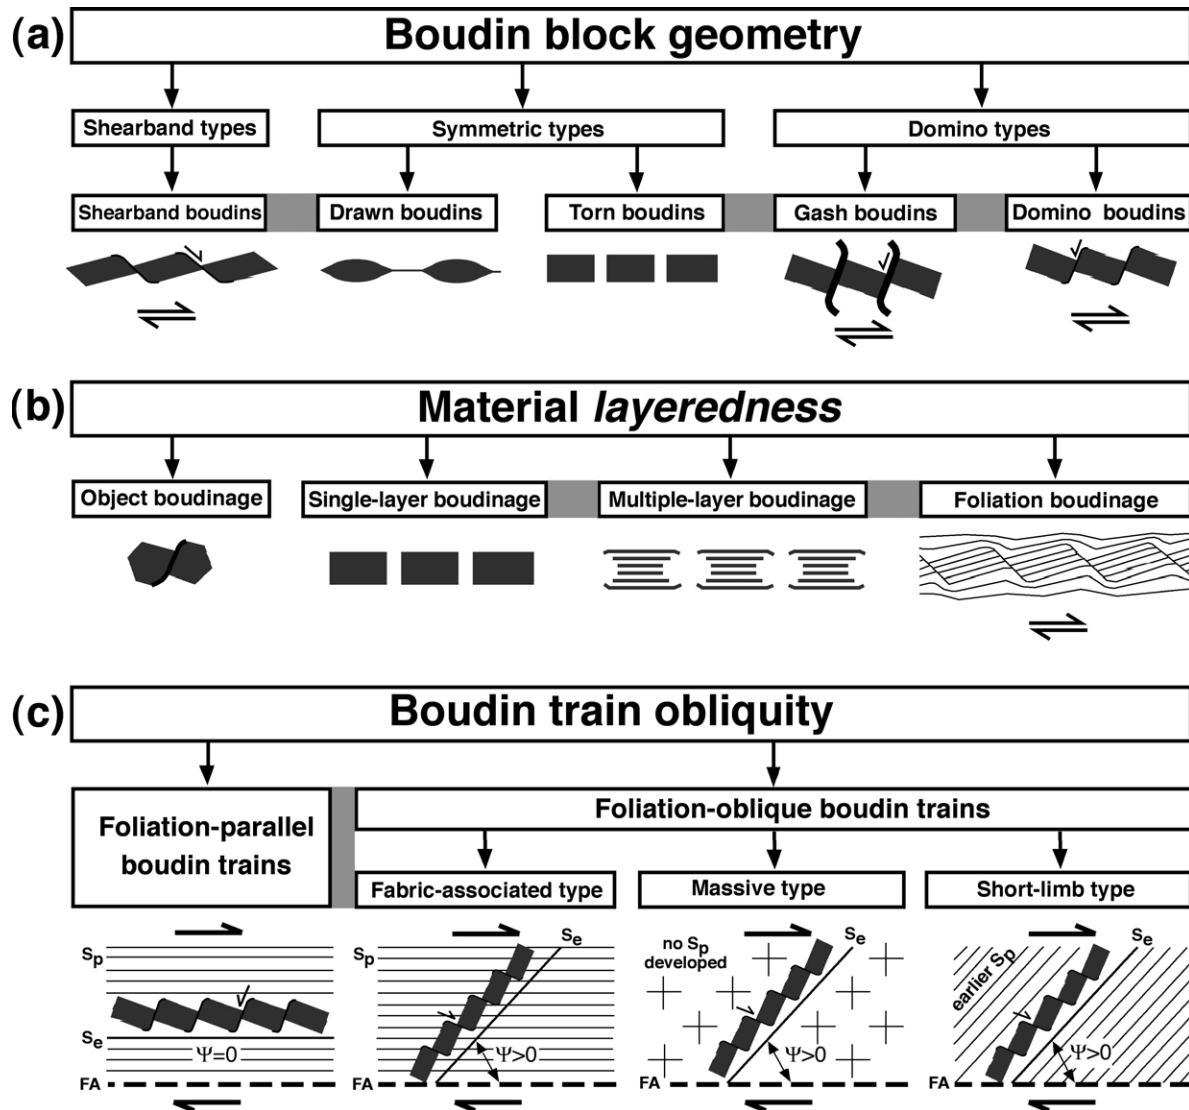 (a)
Boudin block geometry
Shearband types
Symmetric types
Domino types
Shearband boudins
Drawn boudins
Torn boudins
Gash boudins
Domino boudins
(b)
Material layeredness
Object boudinage
Single-layer boudinage
Multiple-layer boudinage
Foliation boudinage
(c)
Boudin train obliquity
Foliation-parallel
boudin trains
Foliation-oblique boudin trains
Fabric-associated type
Massive type
Short-limb type
Sp
Se
Ψ=0
FA
Sp
Se
Ψ>0
FA
no Sp
developed
Se
Ψ>0
FA
earlier Sp
Se
Ψ>0
FA